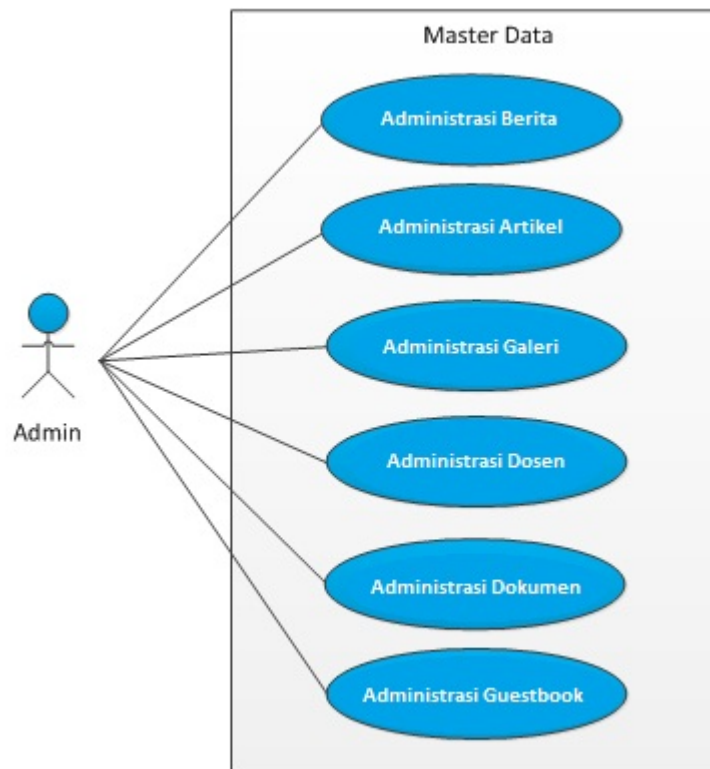 Master Data
Administrasi Berita
Administrasi Artikel
Administrasi Galeri
Admin
Administrasi Dosen
Administrasi Dokumen
Administrasi Guestbook